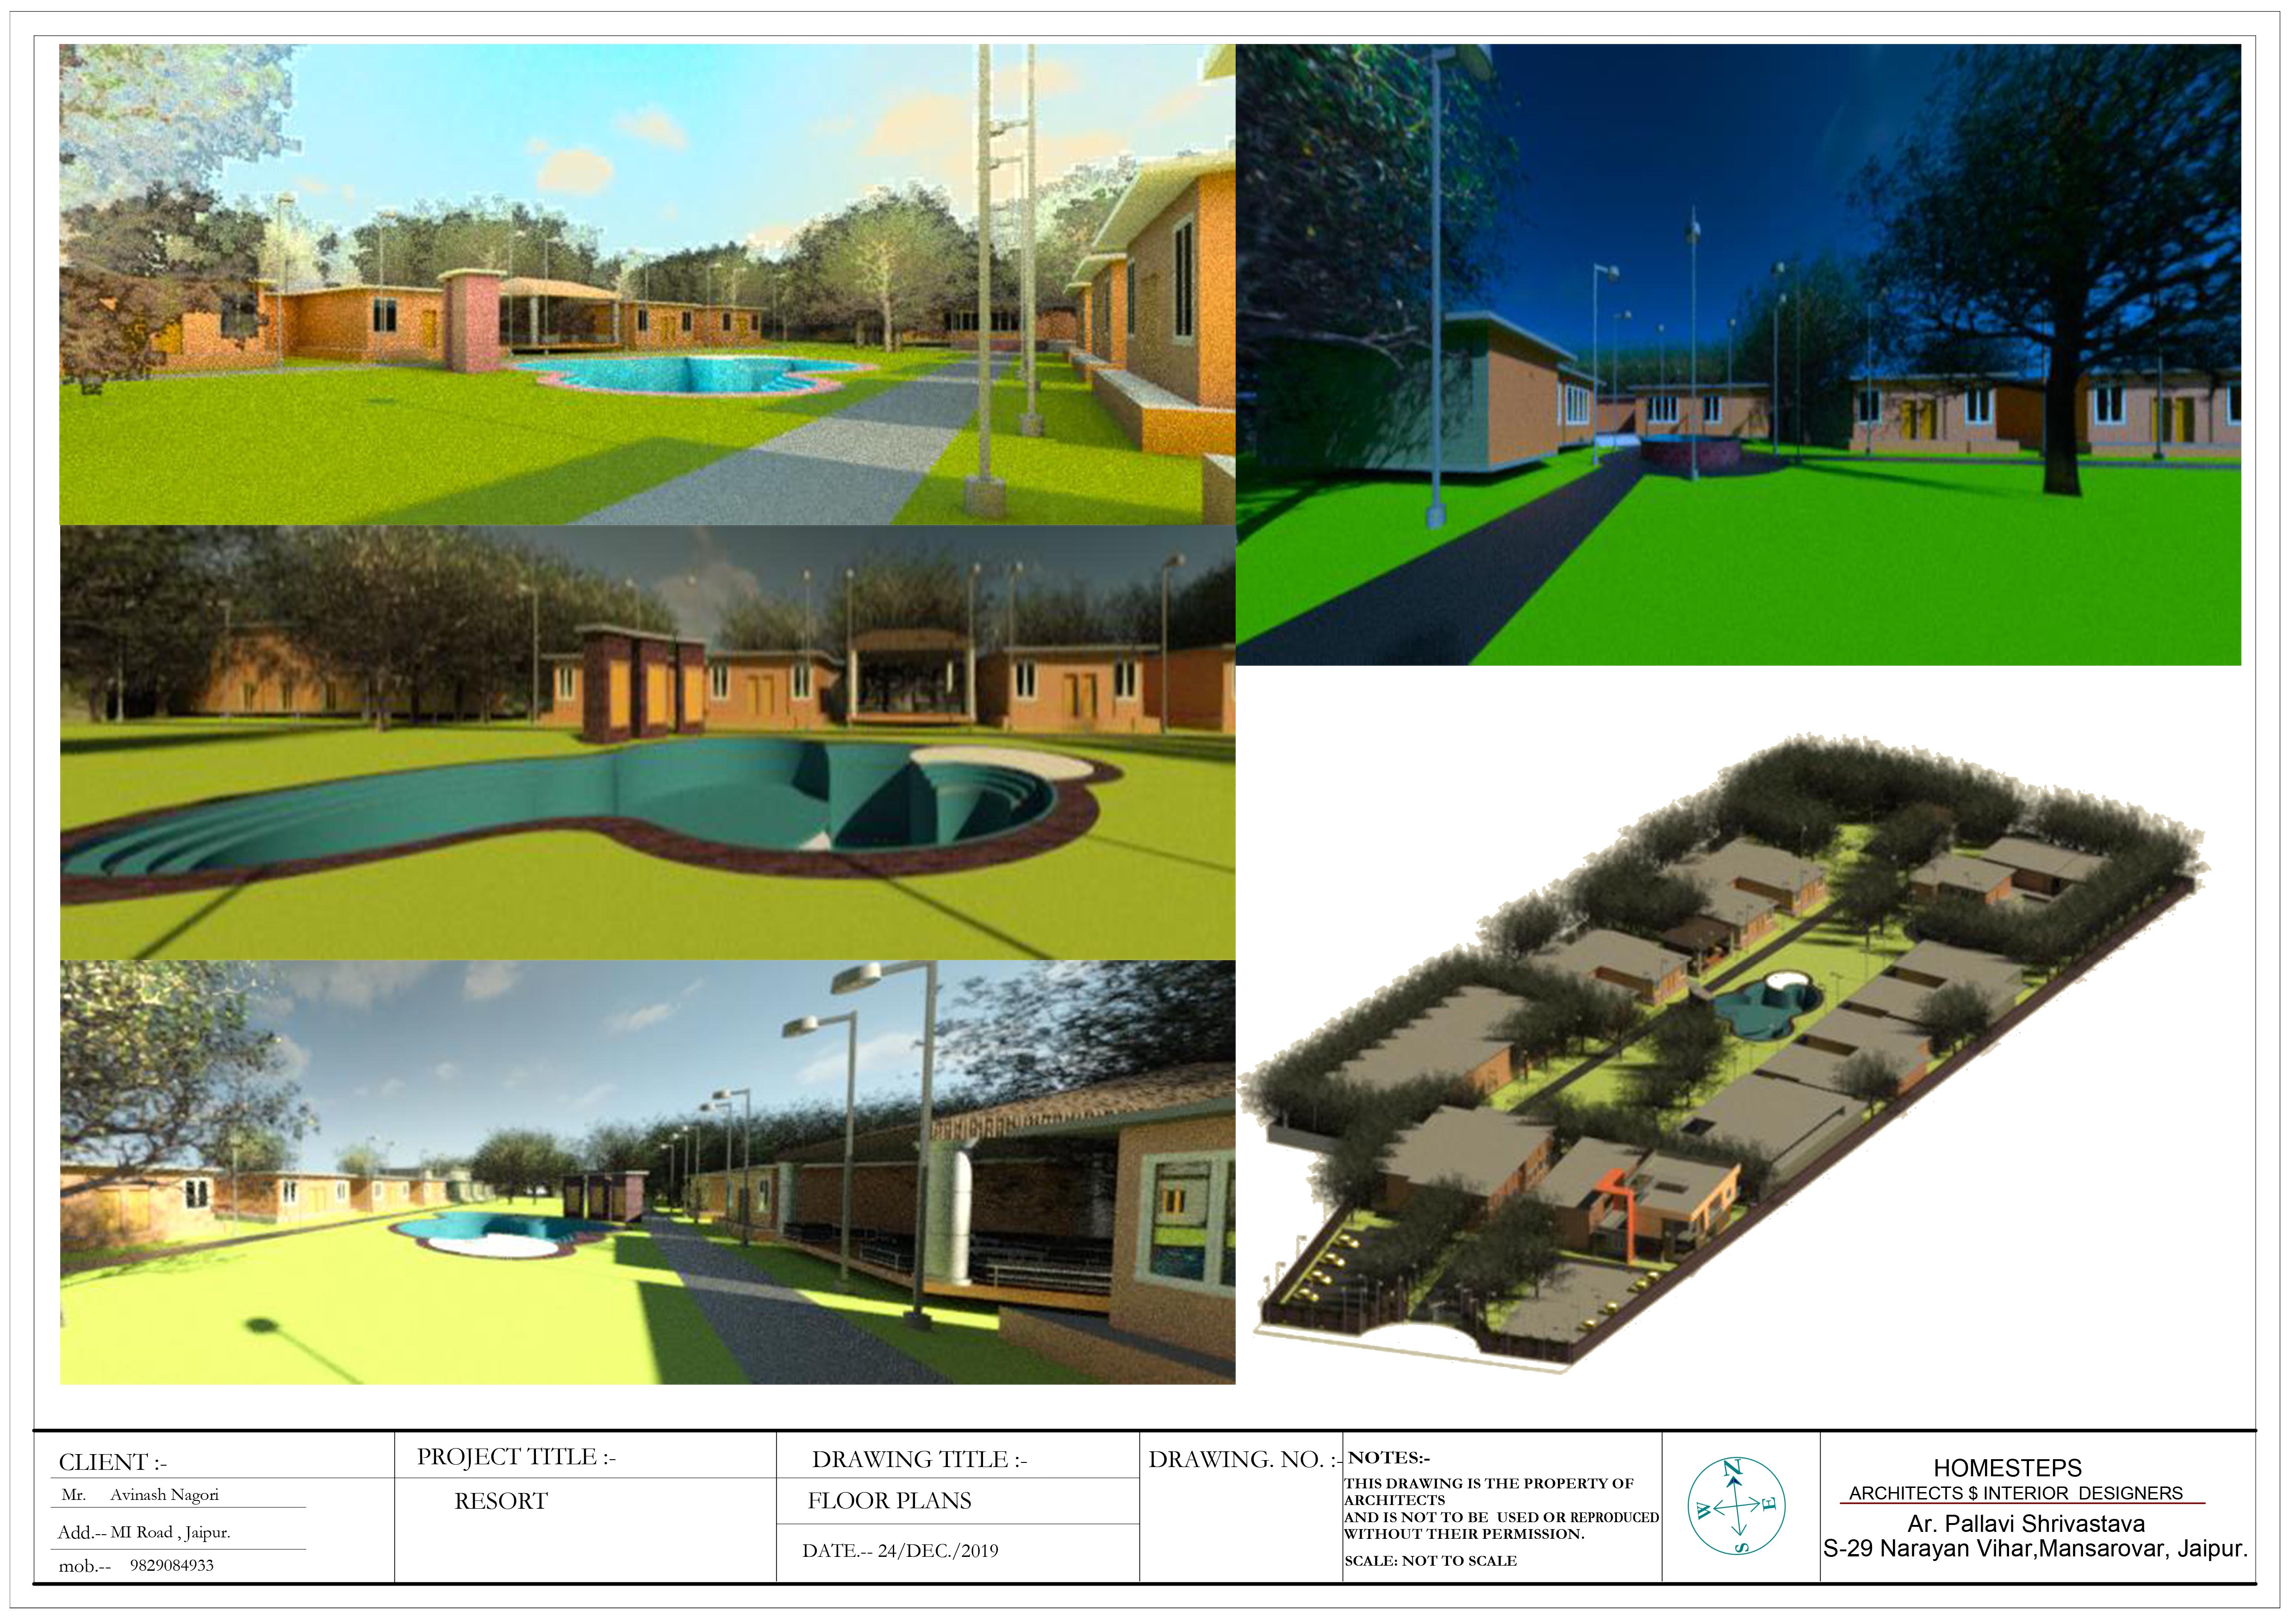 CLIENT :-
Mr. Avinash Nagori
Add.-- MI Road , Jaipur.
mob.-- 9829084933
PROJECT TITLE :-
RESORT
DRAWING TITLE :-
FLOOR PLANS
DATE.-- 24/DEC./2019
DRAWING. NO. :-
NOTES:-
THIS DRAWING IS THE PROPERTY OF
ARCHITECTS
AND IS NOT TO BE USED OR REPRODUCED
WITHOUT THEIR PERMISSION.
SCALE: NOT TO SCALE
N
W E
S
HOMESTEPS
ARCHITECTS $ INTERIOR DESIGNERS
Ar. Pallavi Shrivastava
S-29 Narayan Vihar,Mansarovar, Jaipur.